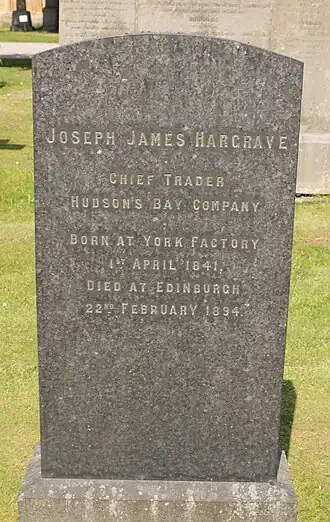 JOSEPH JAMES HARGRAVE
CHIEF TRADER
HUDSON'S BAY COMPANY
BORN AT YORK FACTORY
1ST APRIL 1841,
DIED AT EDINBURGH
22ND FEBRUARY 1894.